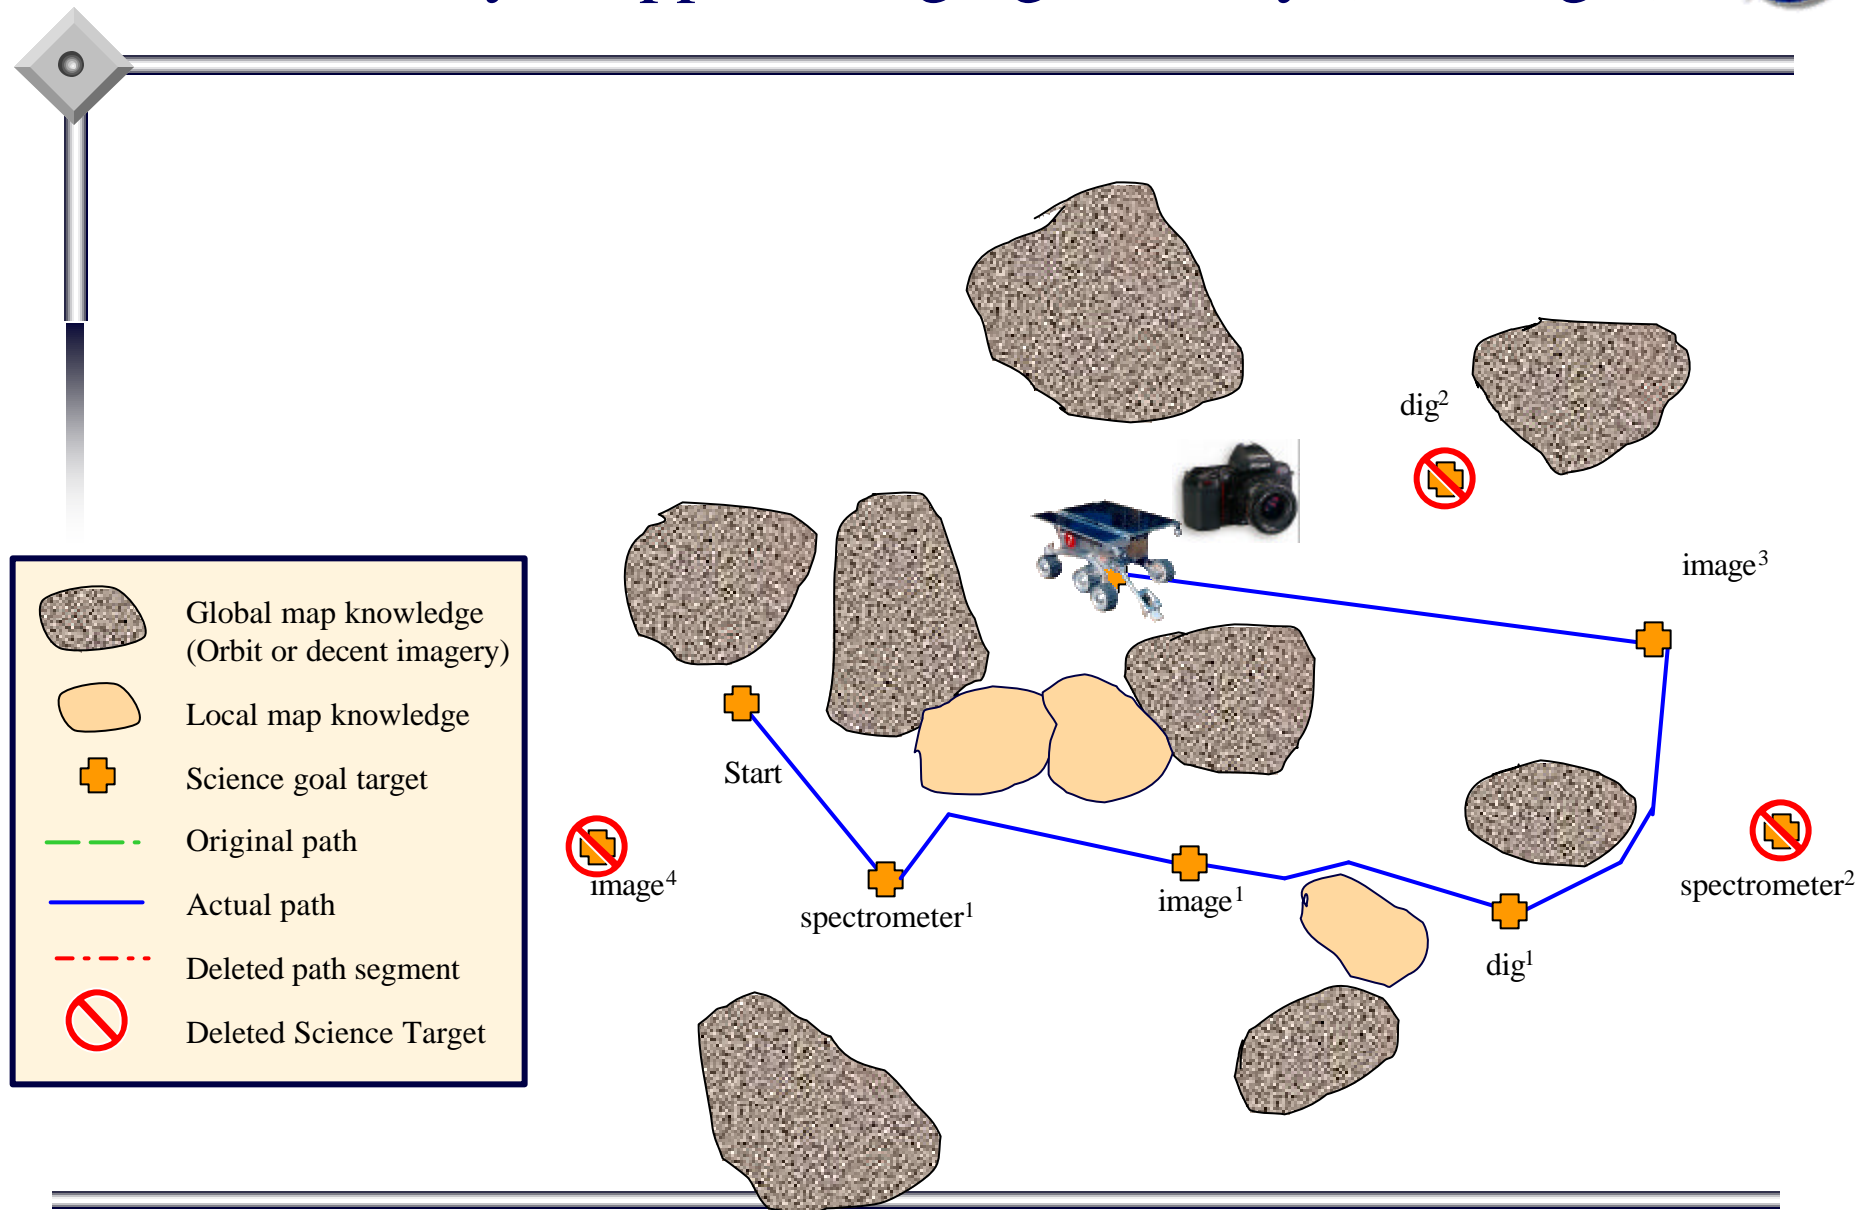 dig²
image³
Global map knowledge
(Orbit or decent imagery)
Local map knowledge
Science goal target
Start
Original path
image⁴
spectrometer²
Actual path
spectrometer¹
image¹
Deleted path segment
dig¹
Deleted Science Target